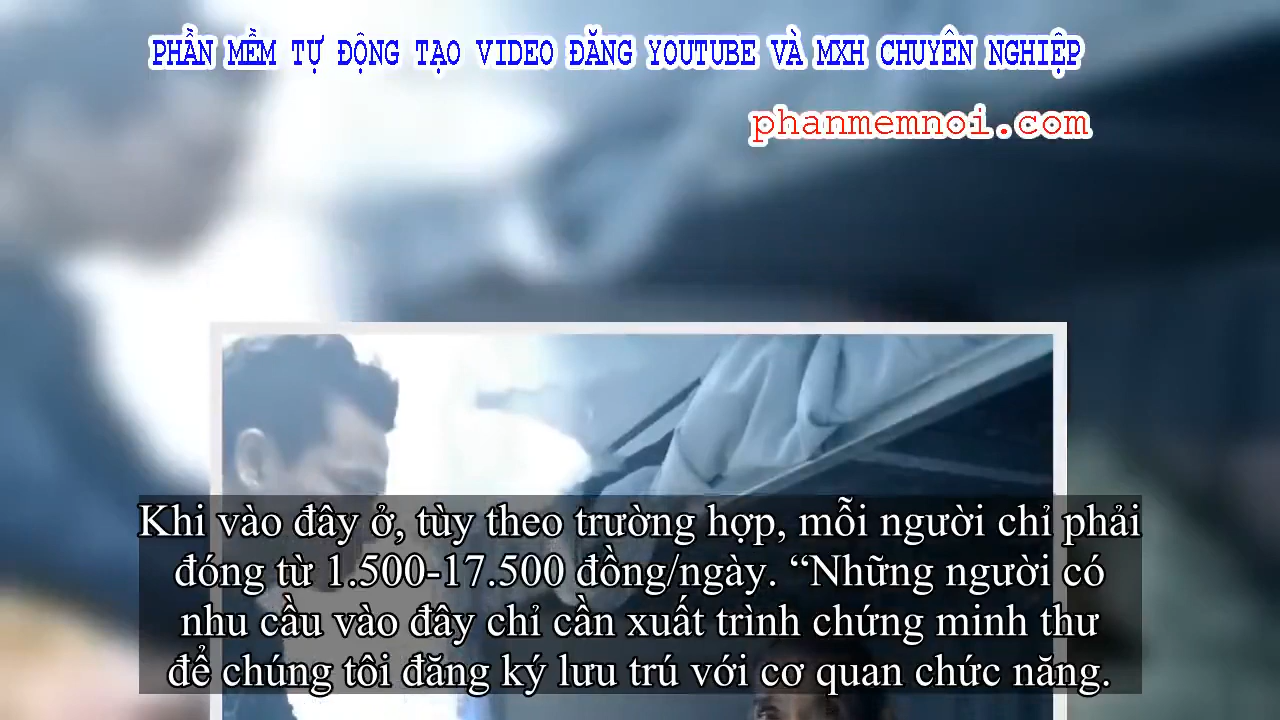 PHẦN MỀM TỰ ĐỘNG TẠO VIDEO ĐĂNG YOUTUBE VÀ MXH CHUYÊN NGHIỆP
phanmemnoi.com
Khi vào đây ở, tùy theo trường hợp, mỗi người chỉ phải
đóng từ 1.500-17.500 đồng/ngày. “Những người có
nhu cầu vào đây chỉ cần xuất trình chứng minh thư
để chúng tôi đăng ký lưu trú với cơ quan chức năng.